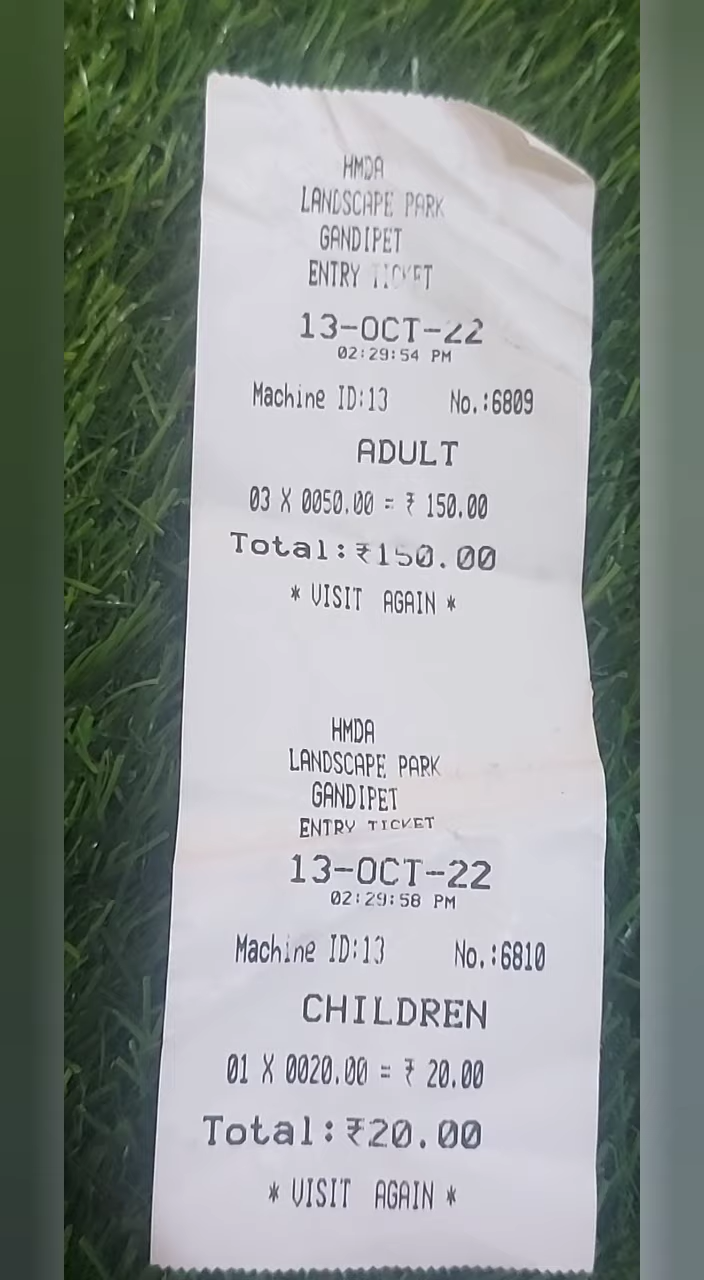 HMDA
LANDSCAPE PARK
GANDIPET
ENTRY TICKET
13-OCT-22
02:29:54 PM
Machine ID:13 No.:6809
ADULT
03 X 0050.00 = ₹ 150.00
Total:₹150.00
* VISIT AGAIN *
HMDA
LANDSCAPE PARK
GANDIPET
ENTRY TICKET
13-OCT-22
02:29:58 PM
Machine ID:13 No.:6810
CHILDREN
01 X 0020.00 = ₹ 20.00
Total:₹20.00
* VISIT AGAIN *